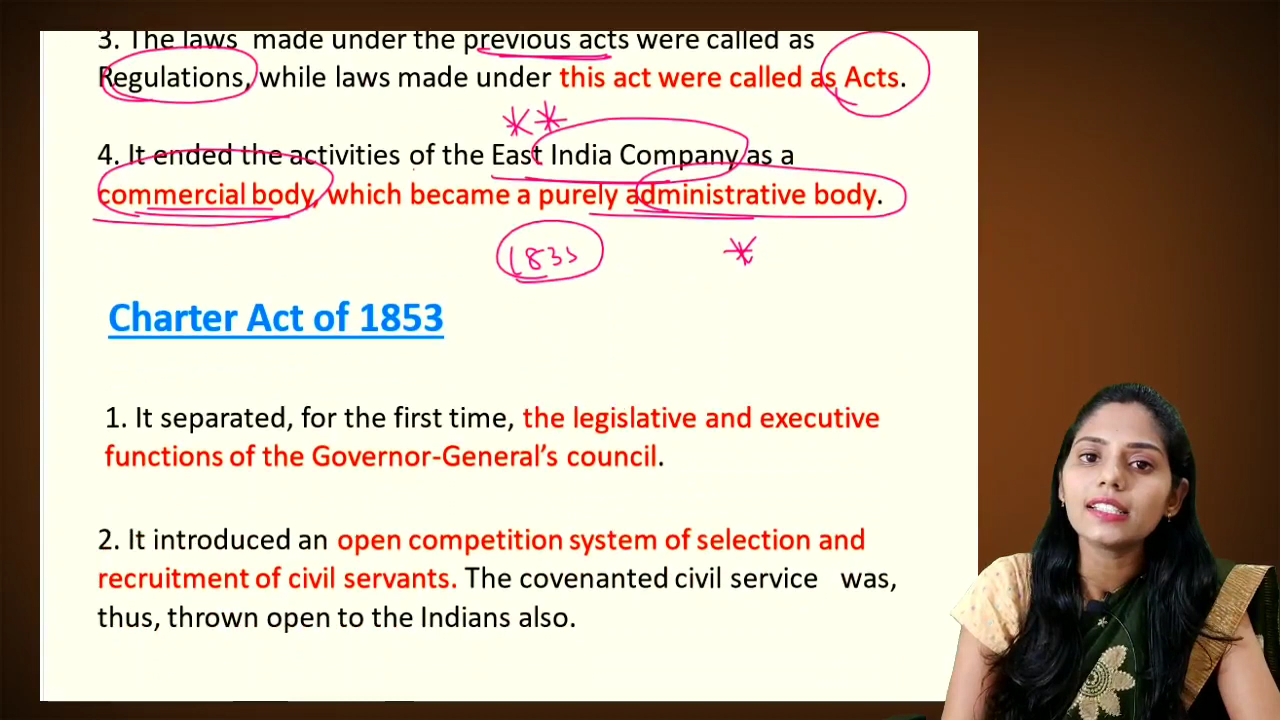 3. The laws made under the previous acts were called as
Regulations, while laws made under this act were called as Acts.
4. It ended the activities of the East India Company as a
commercial body, which became a purely administrative body.
1833
Charter Act of 1853
1. It separated, for the first time, the legislative and executive
functions of the Governor-General's council.
2. It introduced an open competition system of selection and
recruitment of civil servants. The covenanted civil service was,
thus, thrown open to the Indians also.